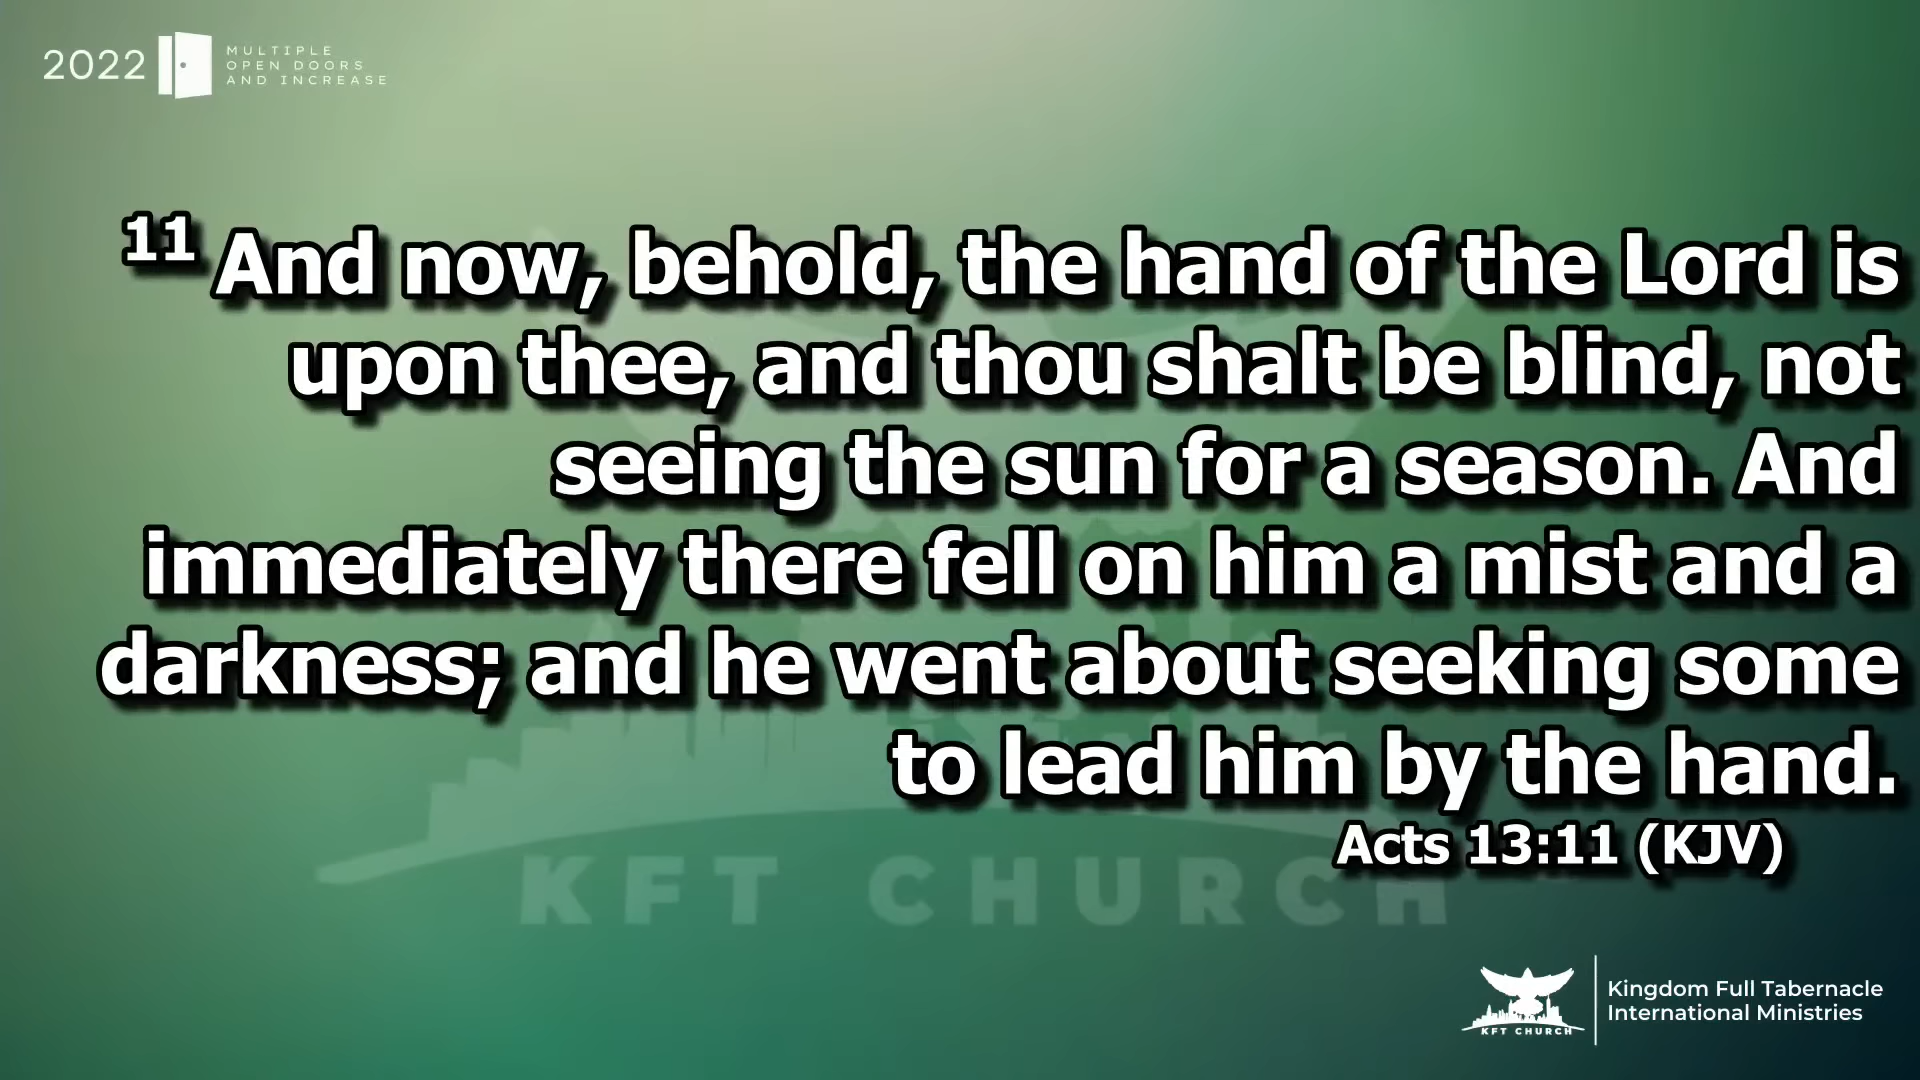 2022
MULTIPLE
OPEN DOORS
AND INCREASE
11 And now, behold, the hand of the Lord is
upon thee, and thou shalt be blind, not
seeing the sun for a season. And
immediately there fell on him a mist and a
darkness; and he went about seeking some
to lead him by the hand.
Acts 13:11 (KJV)
KFT CHURCH
KFT CHURCH
Kingdom Full Tabernacle
International Ministries